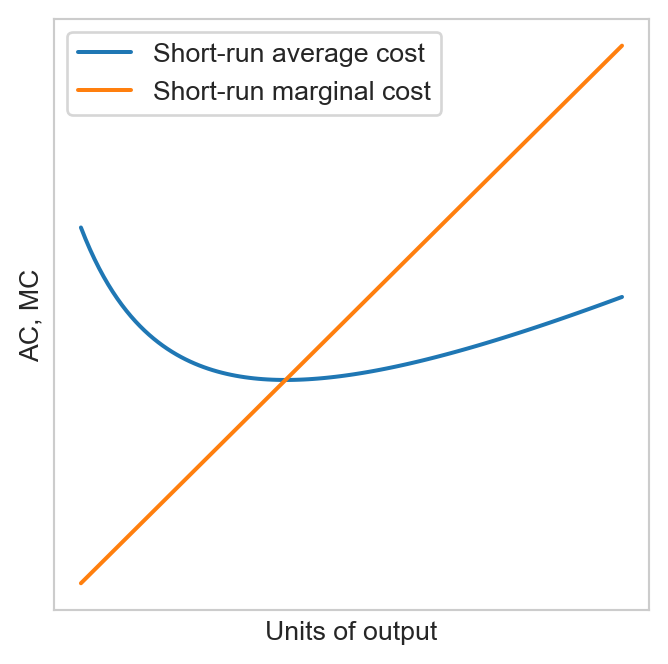 Short-run average cost
Short-run marginal cost
AC, MC
Units of output